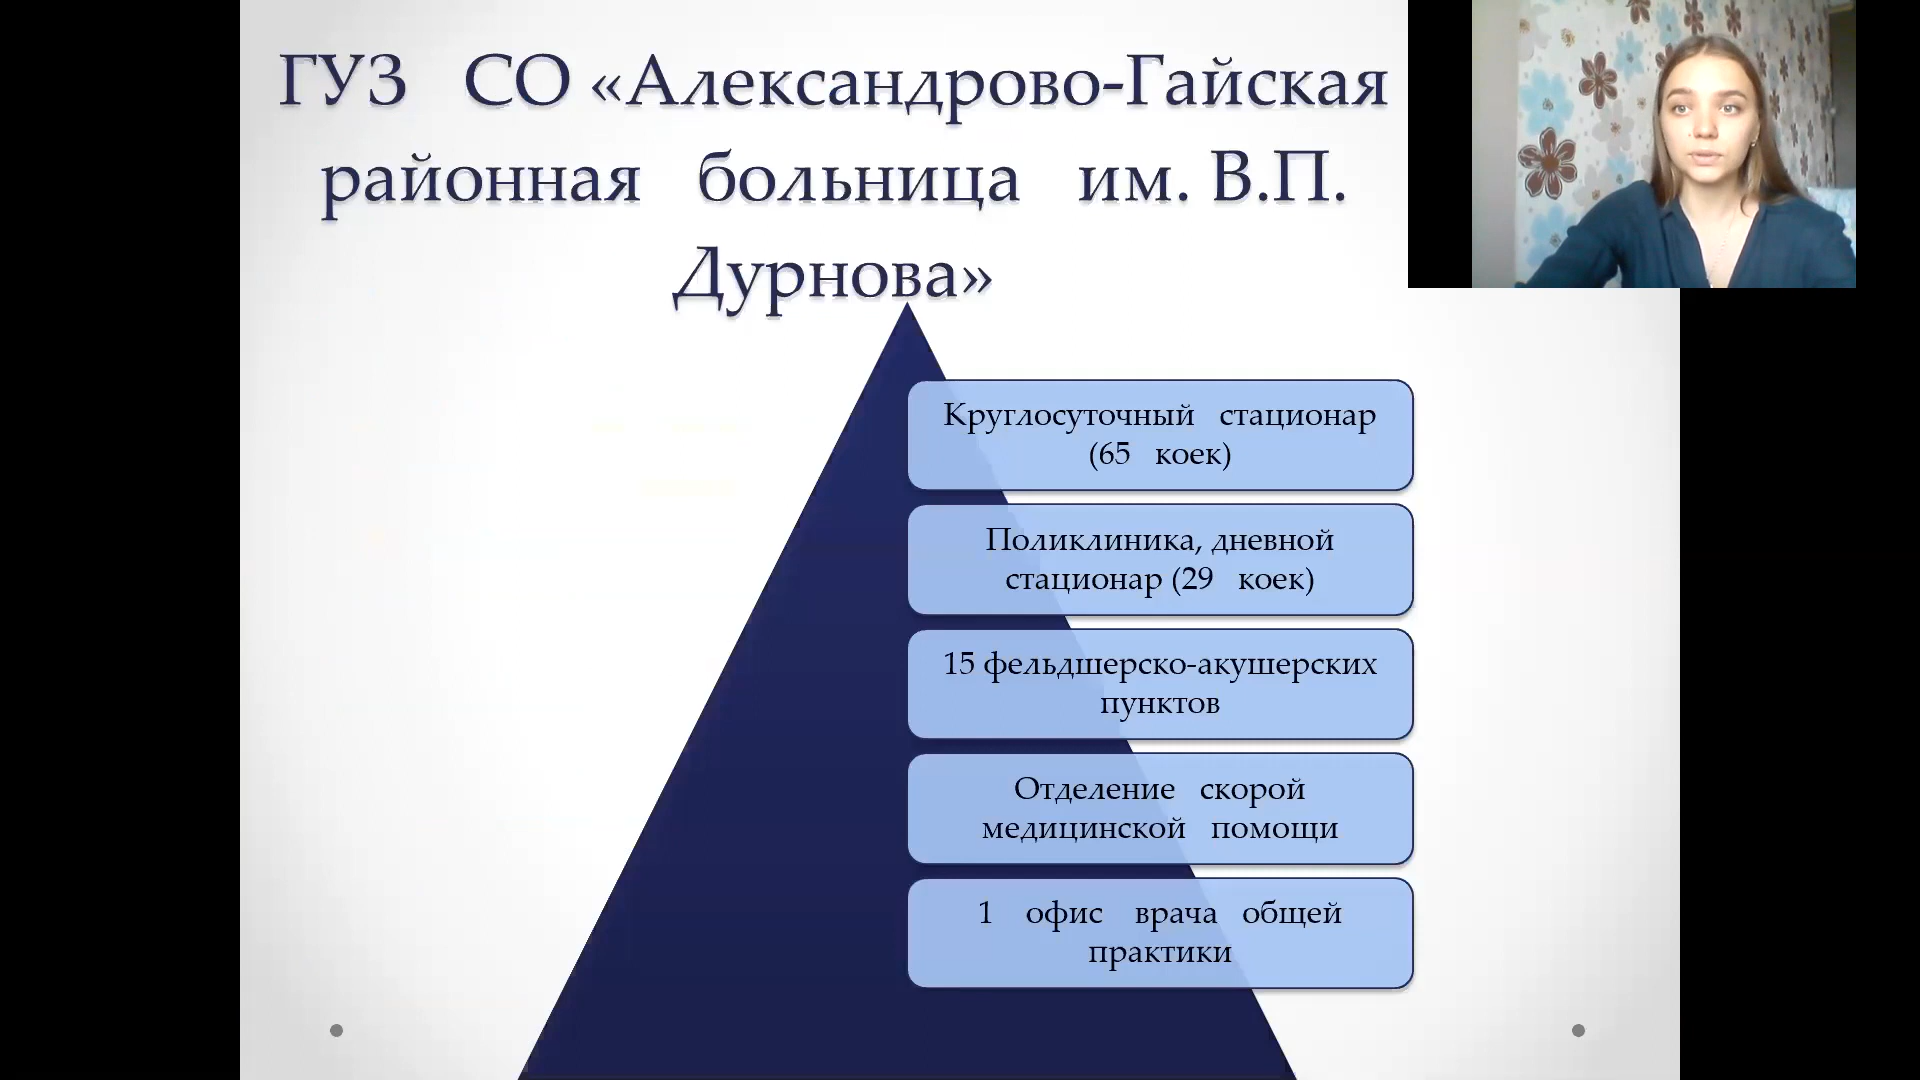 ГУЗ СО «Александрово-Гайская
районная больница им. В.П.
Дурнова»
Круглосуточный стационар
(65 коек)
Поликлиника, дневной
стационар (29 коек)
15 фельдшерско-акушерских
пунктов
Отделение скорой
медицинской помощи
1 офис врача общей
практики